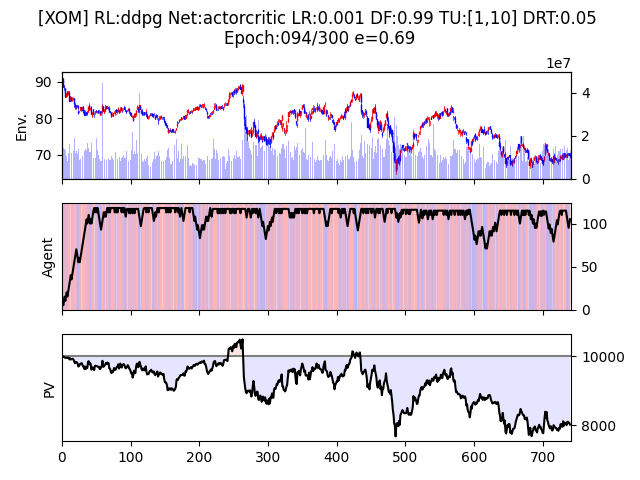 [XOM] RL:ddpg Net:actorcritic LR:0.001 DF:0.99 TU:[1,10] DRT:0.05
Epoch:094/300 e=0.69
1e7
90
80
70
Env.
4
2
0
Agent
100
50
0
PV
10000
8000
0 100 200 300 400 500 600 700